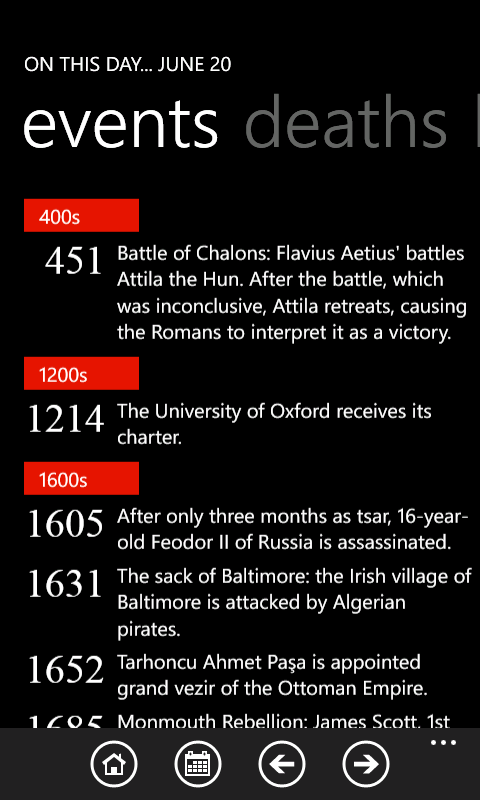 ON THIS DAY... JUNE 20
events deaths
400s
451 Battle of Chalons: Flavius Aetius' battles
Attila the Hun. After the battle, which
was inconclusive, Attila retreats, causing
the Romans to interpret it as a victory.
1200s
1214 The University of Oxford receives its
charter.
1600s
1605 After only three months as tsar, 16-year-
old Feodor II of Russia is assassinated.
1631 The sack of Baltimore: the Irish village of
Baltimore is attacked by Algerian
pirates.
1652 Tarhoncu Ahmet Paşa is appointed
grand vezir of the Ottoman Empire.
1685 Monmouth Rebellion: James Scott, 1st